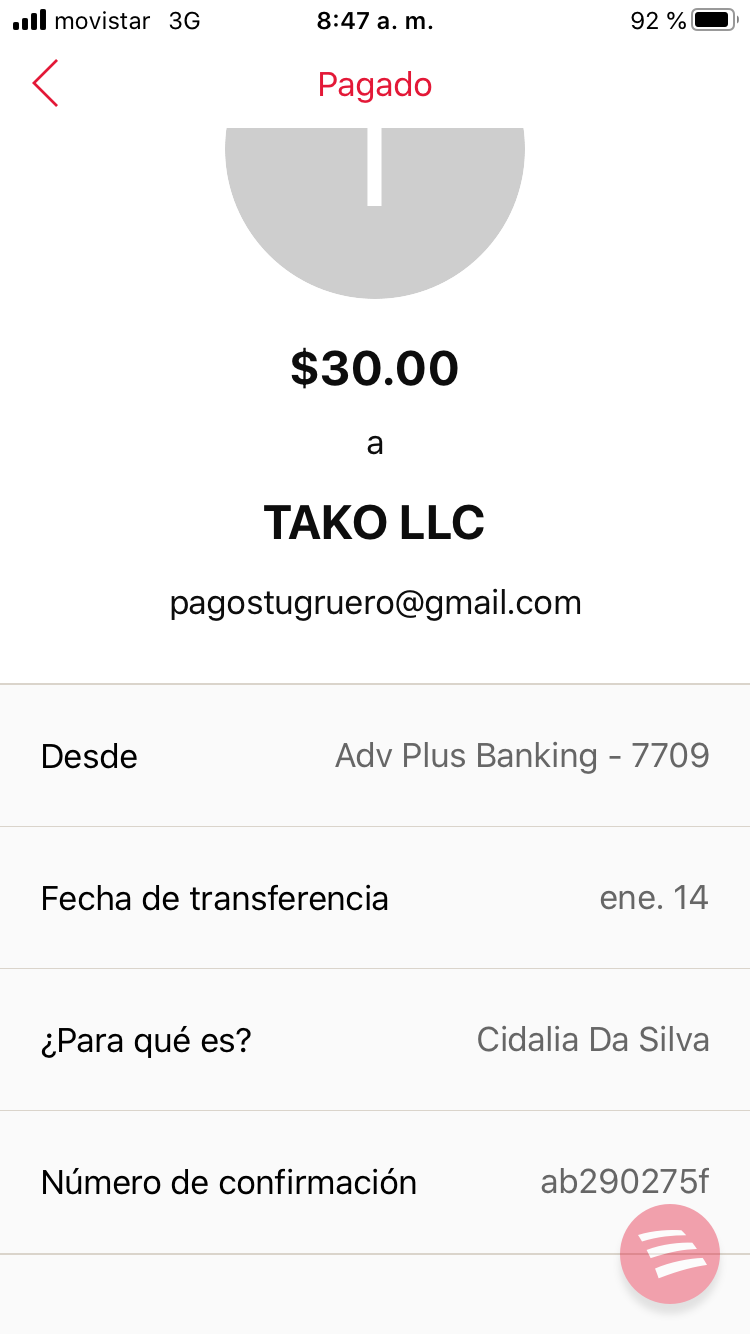 movistar 3G 8:47 a. m. 92 %
Pagado
$30.00
a
TAKO LLC
pagostugruero@gmail.com
Desde Adv Plus Banking - 7709
Fecha de transferencia ene. 14
¿Para qué es? Cidalia Da Silva
Número de confirmación ab290275f